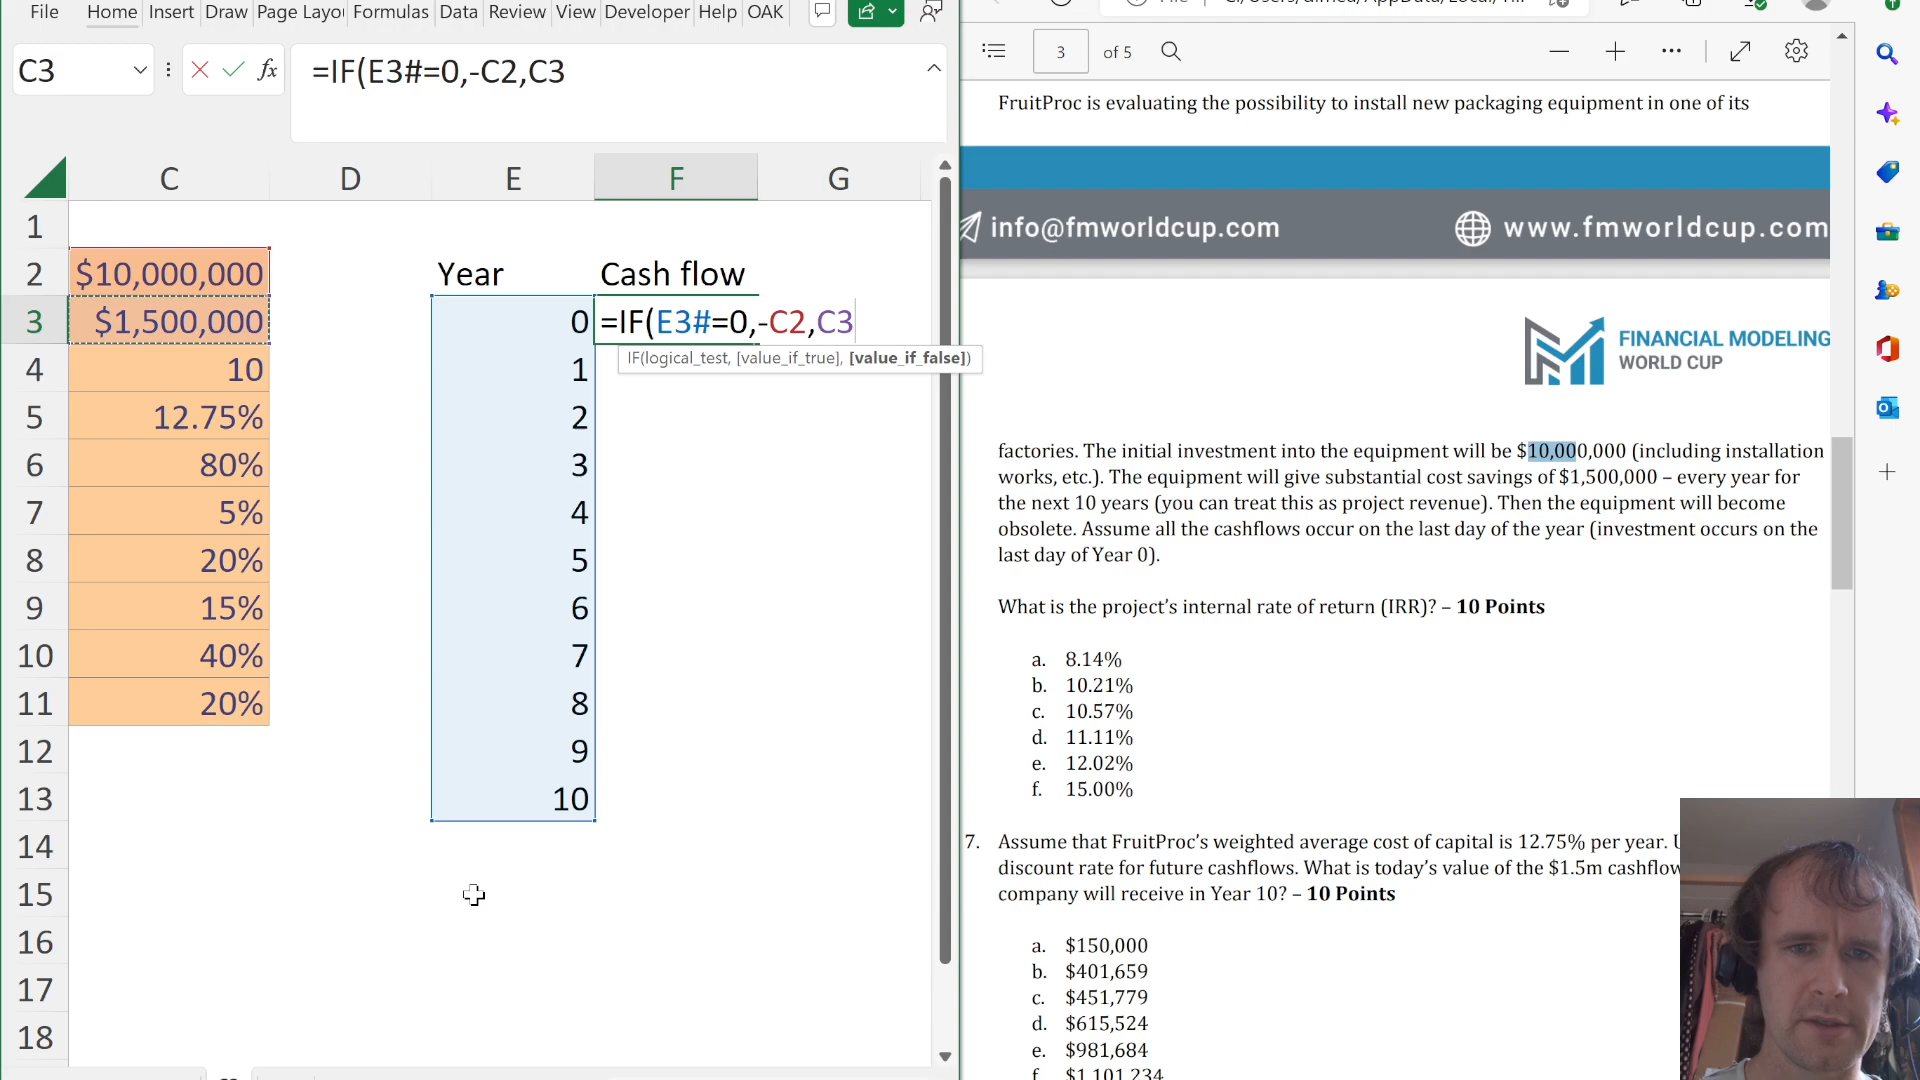 File Home Insert Draw Page Layo Formulas Data Review View Developer Help OAK
C3 fx =IF(E3#=0,-C2,C3
C D E F G
1
2 $10,000,000 Year Cash flow
3 $1,500,000 0 =IF(E3#=0,-C2,C3
IF(logical_test, [value_if_true], [value_if_false])
4 10 1
5 12.75% 2
6 80% 3
7 5% 4
8 20% 5
9 15% 6
10 40% 7
11 20% 8
12 9
13 10
14
15
16
17
18
3 of 5
FruitProc is evaluating the possibility to install new packaging equipment in one of its
info@fmworldcup.com www.fmworldcup.com
FINANCIAL MODELING
WORLD CUP
factories. The initial investment into the equipment will be $10,000,000 (including installation
works, etc.). The equipment will give substantial cost savings of $1,500,000 – every year for
the next 10 years (you can treat this as project revenue). Then the equipment will become
obsolete. Assume all the cashflows occur on the last day of the year (investment occurs on the
last day of Year 0).
What is the project's internal rate of return (IRR)? – 10 Points
a. 8.14%
b. 10.21%
c. 10.57%
d. 11.11%
e. 12.02%
f. 15.00%
7. Assume that FruitProc's weighted average cost of capital is 12.75% per year. U
discount rate for future cashflows. What is today's value of the $1.5m cashflow
company will receive in Year 10? – 10 Points
a. $150,000
b. $401,659
c. $451,779
d. $615,524
e. $981,684
f. $1,101,234